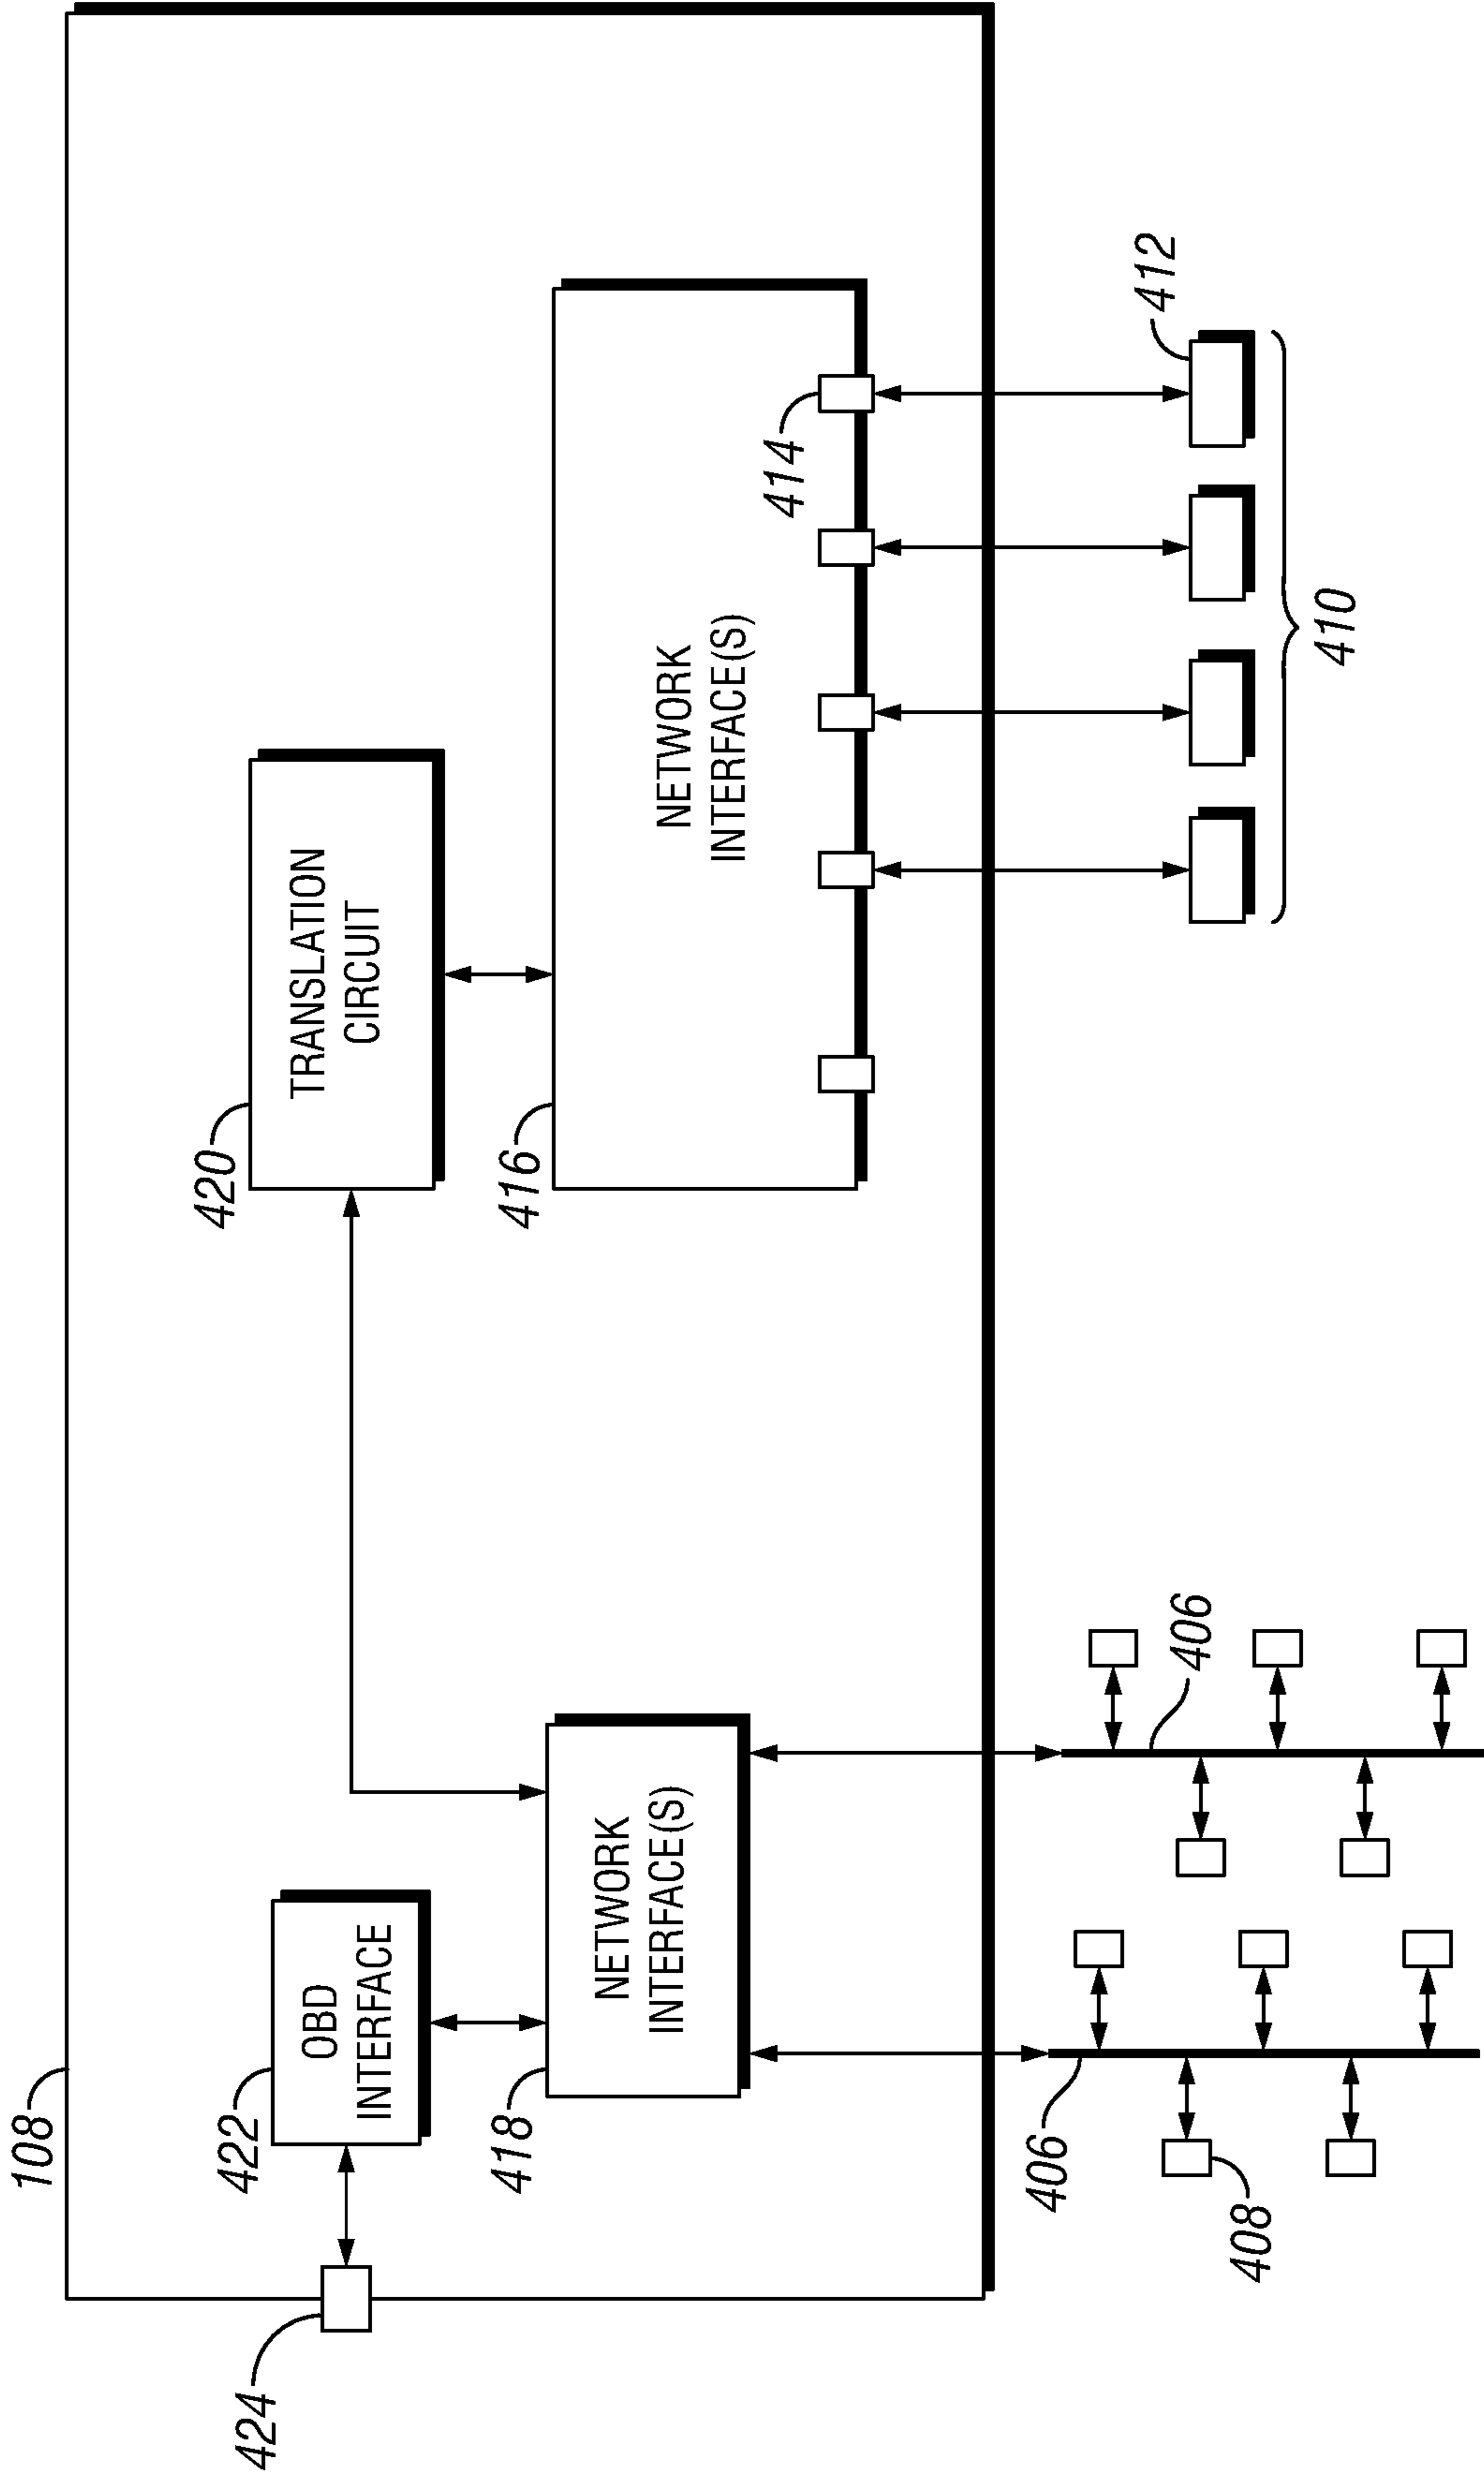 108
424
422
OBD
INTERFACE
420
TRANSLATION
CIRCUIT
418
NETWORK
INTERFACE(S)
416
NETWORK
INTERFACE(S)
414
406
406
408
412
410